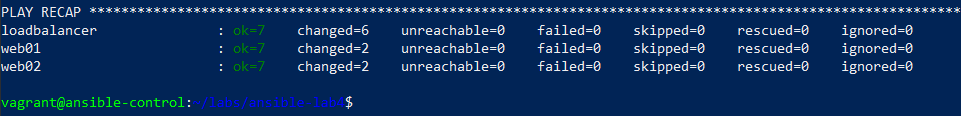 PLAY RECAP *********************************************************************************************************
loadbalancer : ok=7 changed=6 unreachable=0 failed=0 skipped=0 rescued=0 ignored=0
web01 : ok=7 changed=2 unreachable=0 failed=0 skipped=0 rescued=0 ignored=0
web02 : ok=7 changed=2 unreachable=0 failed=0 skipped=0 rescued=0 ignored=0
vagrant@ansible-control:~/labs/ansible-lab4$